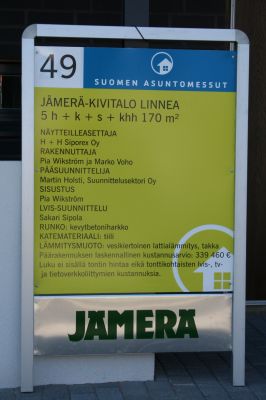 49
SUOMEN ASUNTOMESSUT
JÄMERÄ-KIVITALO LINNEA
5 h + k + s + khh 170 m²
NÄYTTEILLEASETTAJA
H + H Siporex Oy
RAKENNUTTAJA
Pia Wikström ja Marko Voho
PÄÄSUUNNITTELIJA
Martin Holsti, Suunnittelusektori Oy
SISUSTUS
Pia Wikström
LVIS-SUUNNITTELU
Sakari Sipola
RUNKO: kevytbetoniharkko
KATEMATERIAALI: tiili
LÄMMITYSMUOTO: vesikiertoinen lattialämmitys, takka
Päärakennuksen laskennallinen kustannusarvio: 339 460 €
Luku ei sisällä tontin hintaa eikä tonttikohtaisten lvis-, tv-
ja tietoverkkoliittymien kustannuksia.
JÄMERÄ